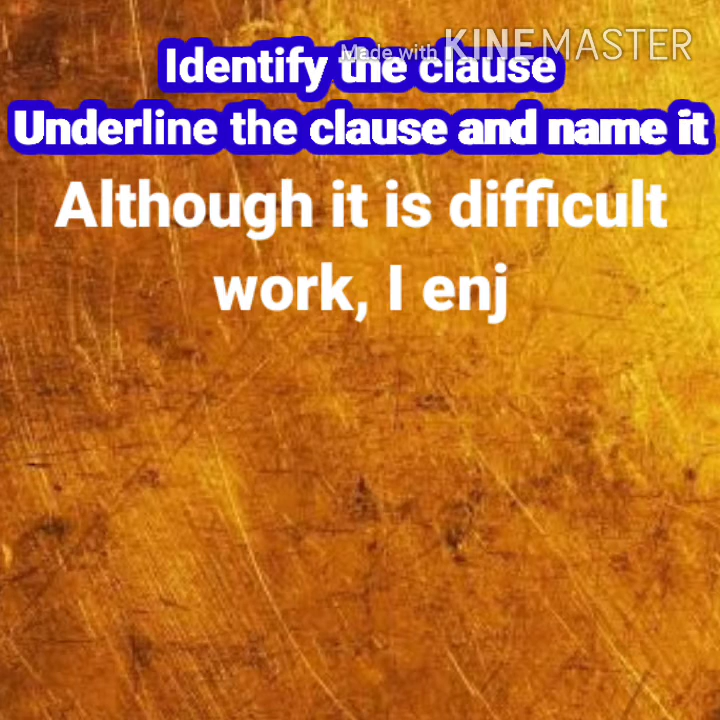 Made with KINEMASTER
Identify the clause
Underline the clause and name it
Although it is difficult
work, I enj